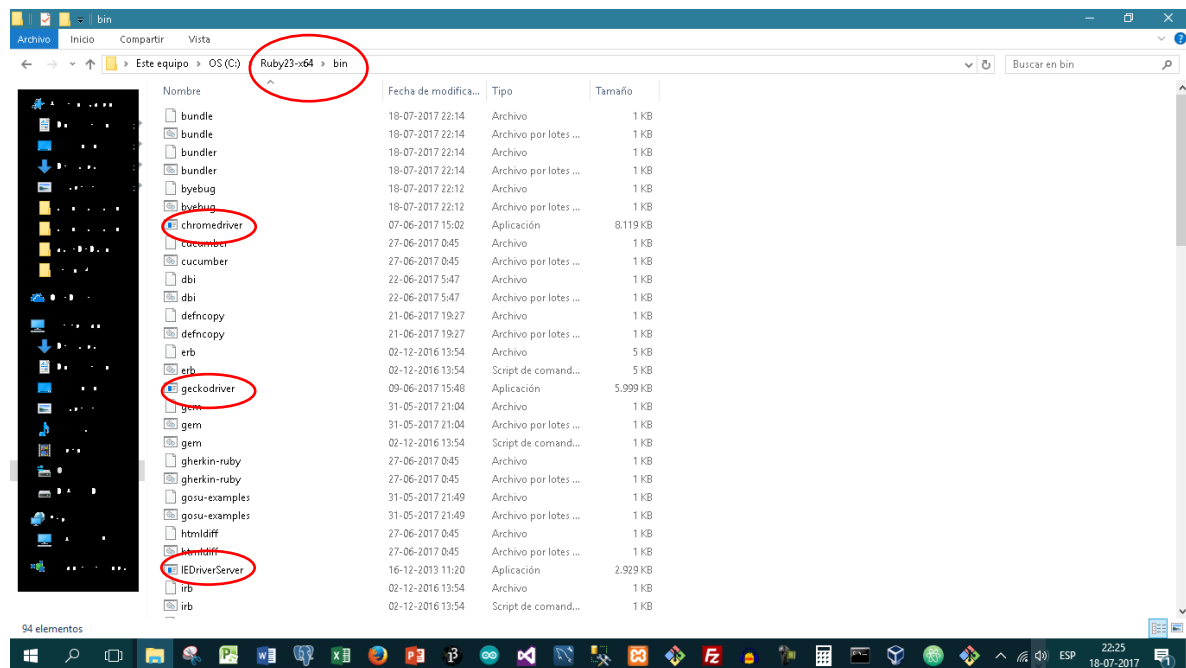 bin
Archivo Inicio Compartir Vista
Este equipo > OS (C:) > Ruby23-x64 > bin Buscar en bin
Nombre Fecha de modifica... Tipo Tamaño
bundle 18-07-2017 22:14 Archivo 1 KB
bundle 18-07-2017 22:14 Archivo por lotes ... 1 KB
bundler 18-07-2017 22:14 Archivo 1 KB
bundler 18-07-2017 22:14 Archivo por lotes ... 1 KB
byebug 18-07-2017 22:12 Archivo 1 KB
byebug 18-07-2017 22:12 Archivo por lotes ... 1 KB
chromedriver 07-06-2017 15:02 Aplicación 8.119 KB
cucumber 27-06-2017 0:45 Archivo 1 KB
cucumber 27-06-2017 0:45 Archivo por lotes ... 1 KB
dbi 22-06-2017 5:47 Archivo 1 KB
dbi 22-06-2017 5:47 Archivo por lotes ... 1 KB
defncopy 21-06-2017 19:27 Archivo 1 KB
defncopy 21-06-2017 19:27 Archivo por lotes ... 1 KB
erb 02-12-2016 13:54 Archivo 5 KB
erb 02-12-2016 13:54 Script de comand... 5 KB
geckodriver 09-06-2017 15:48 Aplicación 5.999 KB
gem 31-05-2017 21:04 Archivo 1 KB
gem 31-05-2017 21:04 Archivo por lotes ... 1 KB
gem 02-12-2016 13:54 Script de comand... 1 KB
gherkin-ruby 27-06-2017 0:45 Archivo 1 KB
gherkin-ruby 27-06-2017 0:45 Archivo por lotes ... 1 KB
gosu-examples 31-05-2017 21:49 Archivo 1 KB
gosu-examples 31-05-2017 21:49 Archivo por lotes ... 1 KB
htmldiff 27-06-2017 0:45 Archivo 1 KB
htmldiff 27-06-2017 0:45 Archivo por lotes ... 1 KB
IEDriverServer 16-12-2013 11:20 Aplicación 2.929 KB
irb 02-12-2016 13:54 Archivo 1 KB
irb 02-12-2016 13:54 Script de comand... 1 KB
94 elementos
ESP 22:25
18-07-2017